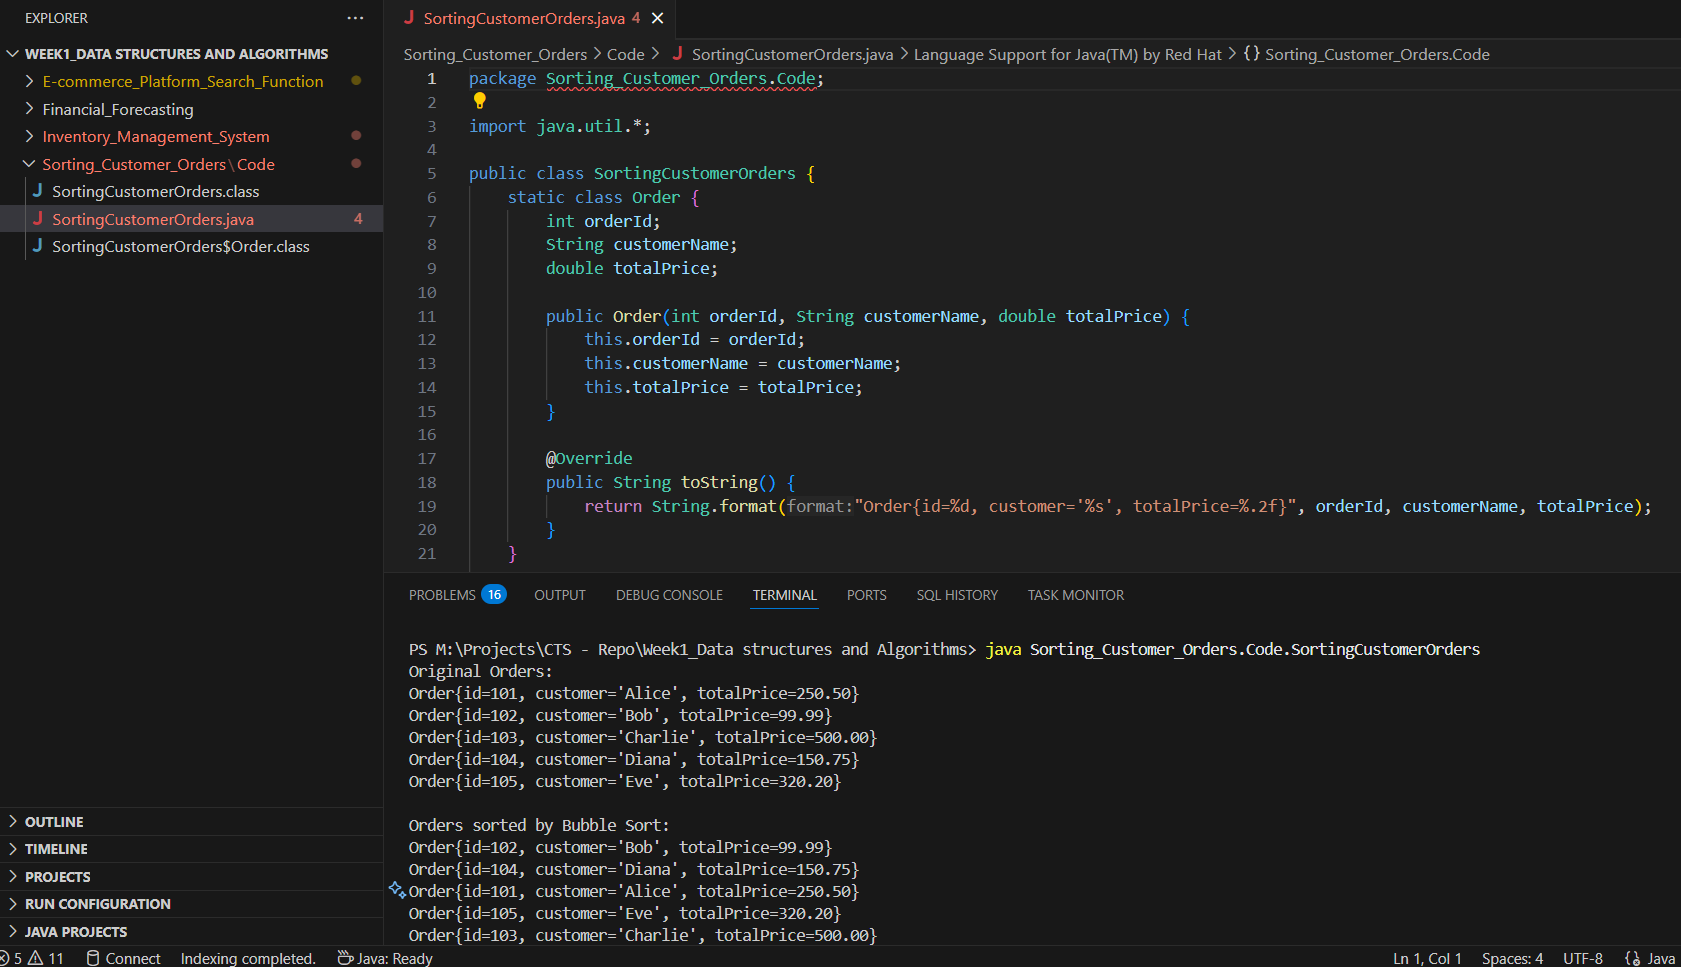 EXPLORER
···
WEEK1_DATA STRUCTURES AND ALGORITHMS
E-commerce_Platform_Search_Function
Financial_Forecasting
Inventory_Management_System
Sorting_Customer_Orders\Code
J SortingCustomerOrders.class
J SortingCustomerOrders.java 4
J SortingCustomerOrders$Order.class
OUTLINE
TIMELINE
PROJECTS
RUN CONFIGURATION
JAVA PROJECTS
J SortingCustomerOrders.java 4 ×
Sorting_Customer_Orders > Code > J SortingCustomerOrders.java > Language Support for Java(TM) by Red Hat > {} Sorting_Customer_Orders.Code
1 package Sorting_Customer_Orders.Code;
2
3 import java.util.*;
4
5 public class SortingCustomerOrders {
6 static class Order {
7 int orderId;
8 String customerName;
9 double totalPrice;
10
11 public Order(int orderId, String customerName, double totalPrice) {
12 this.orderId = orderId;
13 this.customerName = customerName;
14 this.totalPrice = totalPrice;
15 }
16
17 @Override
18 public String toString() {
19 return String.format(format:"Order{id=%d, customer='%s', totalPrice=%.2f}", orderId, customerName, totalPrice);
20 }
21 }
PROBLEMS 16 OUTPUT DEBUG CONSOLE TERMINAL PORTS SQL HISTORY TASK MONITOR
PS M:\Projects\CTS - Repo\Week1_Data structures and Algorithms> java Sorting_Customer_Orders.Code.SortingCustomerOrders
Original Orders:
Order{id=101, customer='Alice', totalPrice=250.50}
Order{id=102, customer='Bob', totalPrice=99.99}
Order{id=103, customer='Charlie', totalPrice=500.00}
Order{id=104, customer='Diana', totalPrice=150.75}
Order{id=105, customer='Eve', totalPrice=320.20}
Orders sorted by Bubble Sort:
Order{id=102, customer='Bob', totalPrice=99.99}
Order{id=104, customer='Diana', totalPrice=150.75}
Order{id=101, customer='Alice', totalPrice=250.50}
Order{id=105, customer='Eve', totalPrice=320.20}
Order{id=103, customer='Charlie', totalPrice=500.00}
5 11 Connect Indexing completed. Java: Ready Ln 1, Col 1 Spaces: 4 UTF-8 {} Java